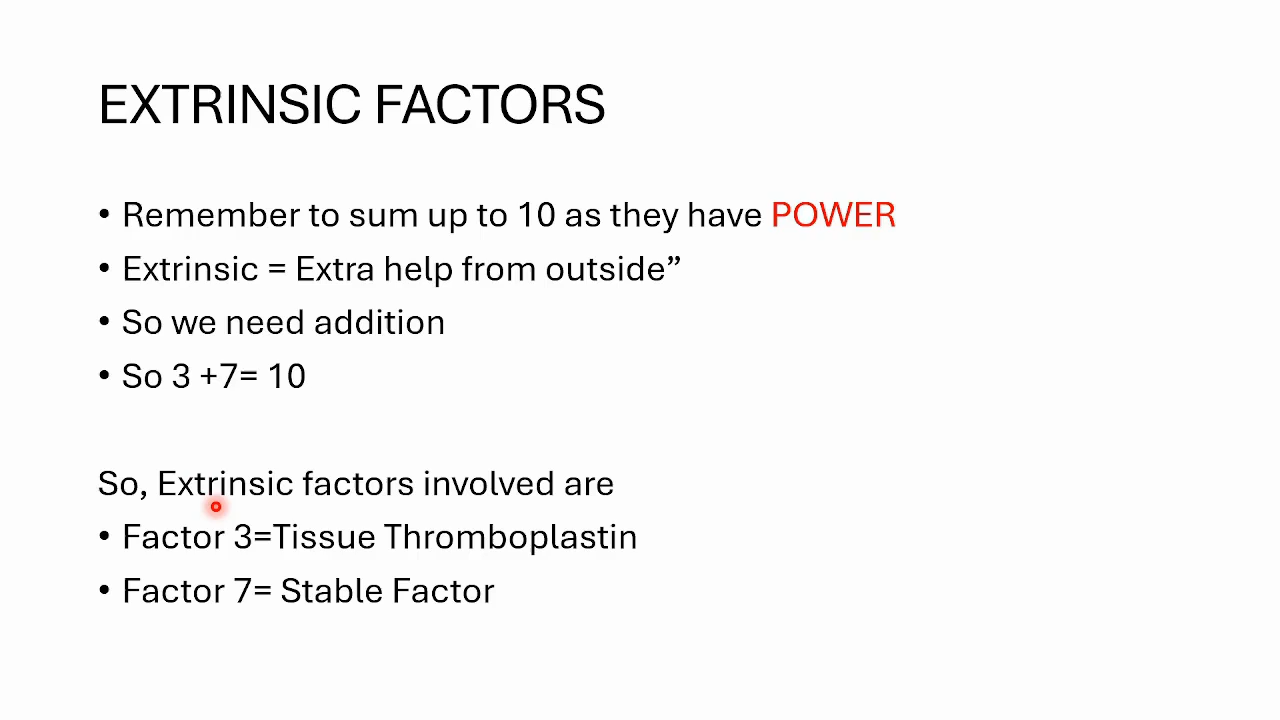 EXTRINSIC FACTORS
• Remember to sum up to 10 as they have POWER
• Extrinsic = Extra help from outside”
• So we need addition
• So 3 +7= 10
So, Extrinsic factors involved are
• Factor 3=Tissue Thromboplastin
• Factor 7= Stable Factor